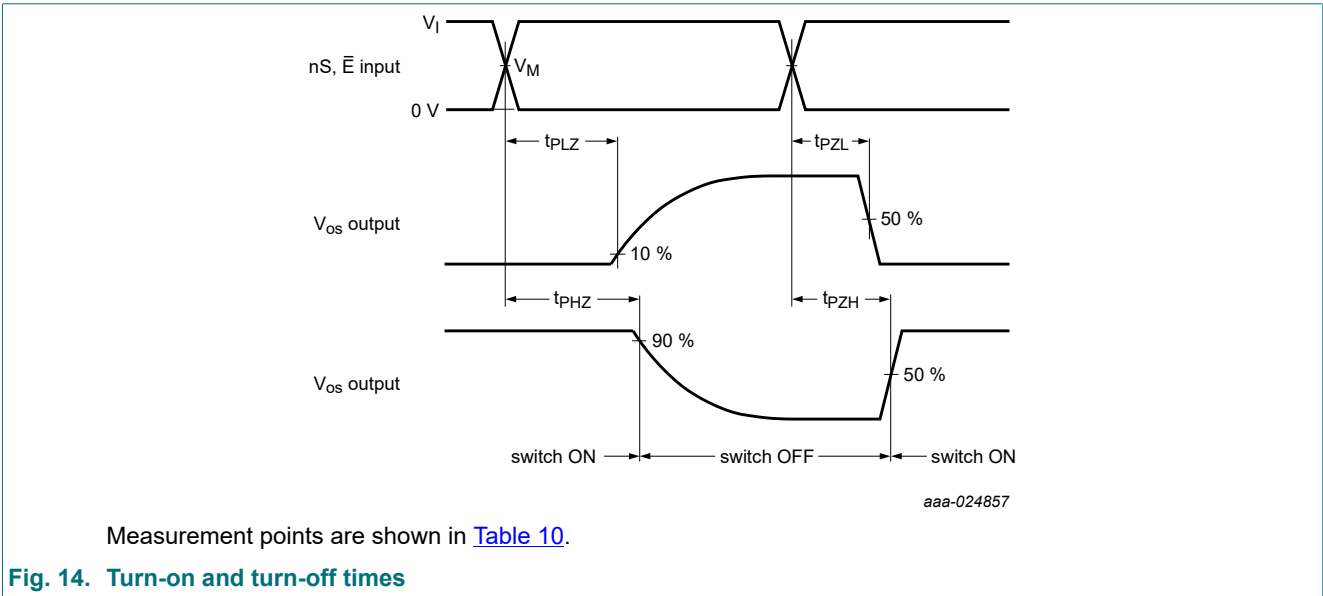 V_I
nS, Ē input
V_M
0 V
t_PLZ
t_PZL
V_os output
50 %
10 %
t_PHZ
t_PZH
90 %
V_os output
50 %
switch ON
switch OFF
switch ON
aaa-024857
Measurement points are shown in Table 10.
Fig. 14. Turn-on and turn-off times